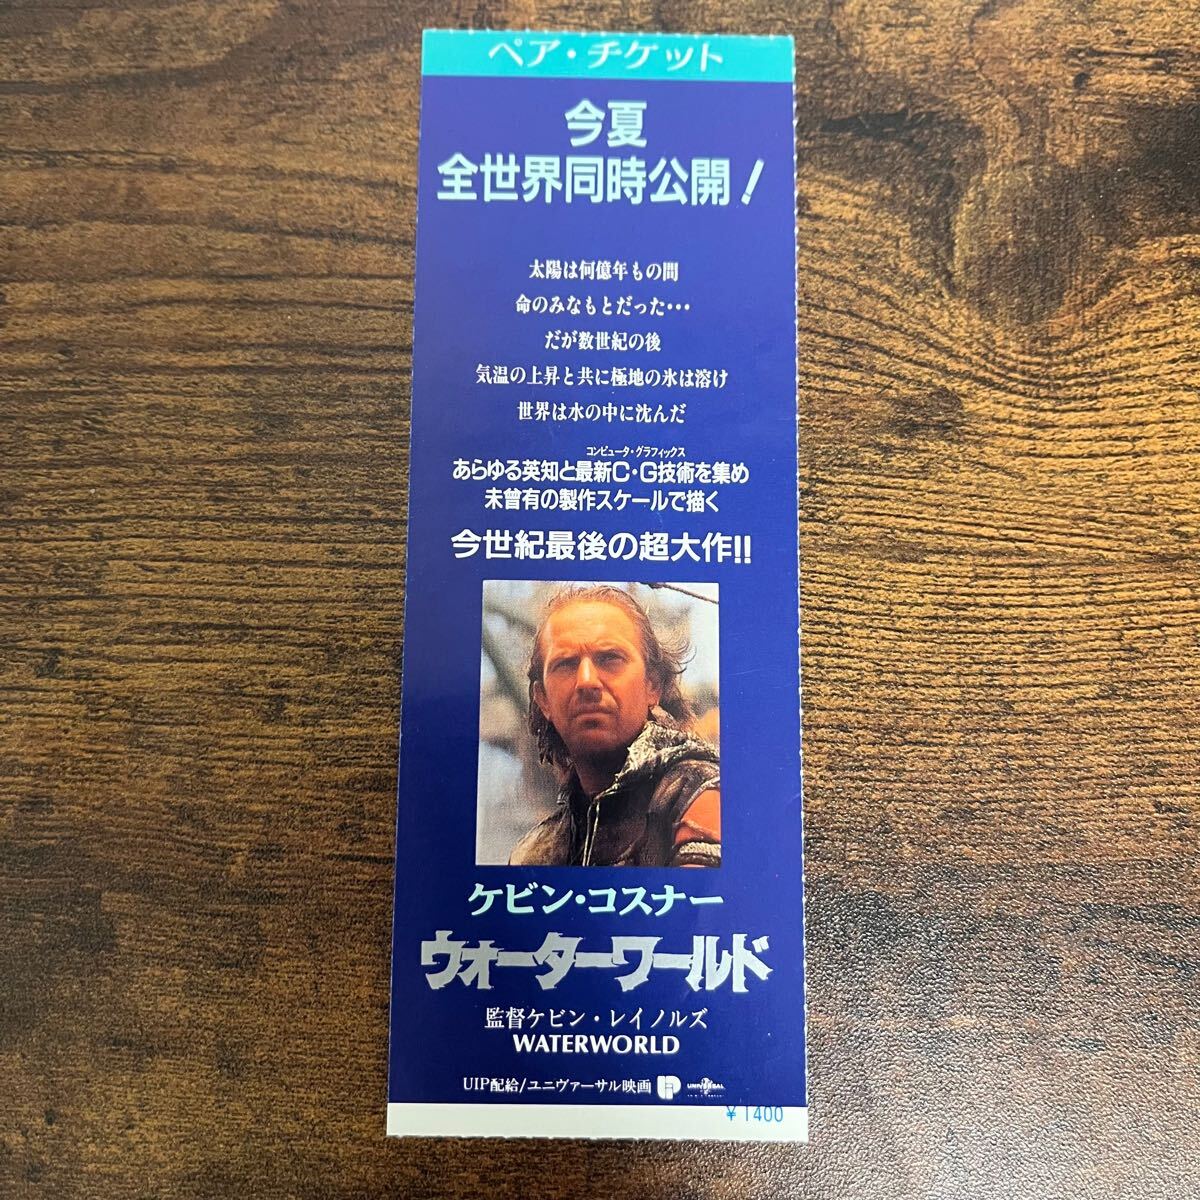 ペア・チケット
今夏
全世界同時公開！
太陽は何億年もの間
命のみなもとだった・・・
だが数世紀の後
気温の上昇と共に極地の氷は溶け
世界は水の中に沈んだ
コンピュータ・グラフィックス
あらゆる英知と最新C・G技術を集め
未曾有の製作スケールで描く
今世紀最後の超大作!!
ケビン・コスナー
ウォーターワールド
監督ケビン・レイノルズ
WATERWORLD
UIP配給/ユニヴァーサル映画 UIP UNIVERSAL
¥1400